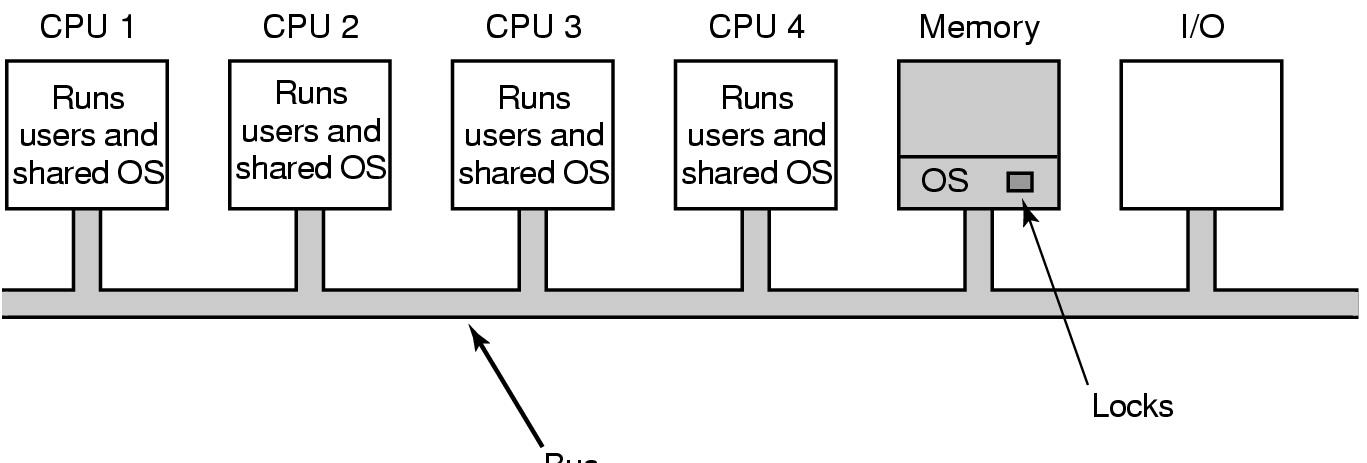 CPU 1 CPU 2 CPU 3 CPU 4 Memory I/O
Runs
users and
shared OS
Runs
users and
shared OS
Runs
users and
shared OS
Runs
users and
shared OS
OS
Locks
Bus